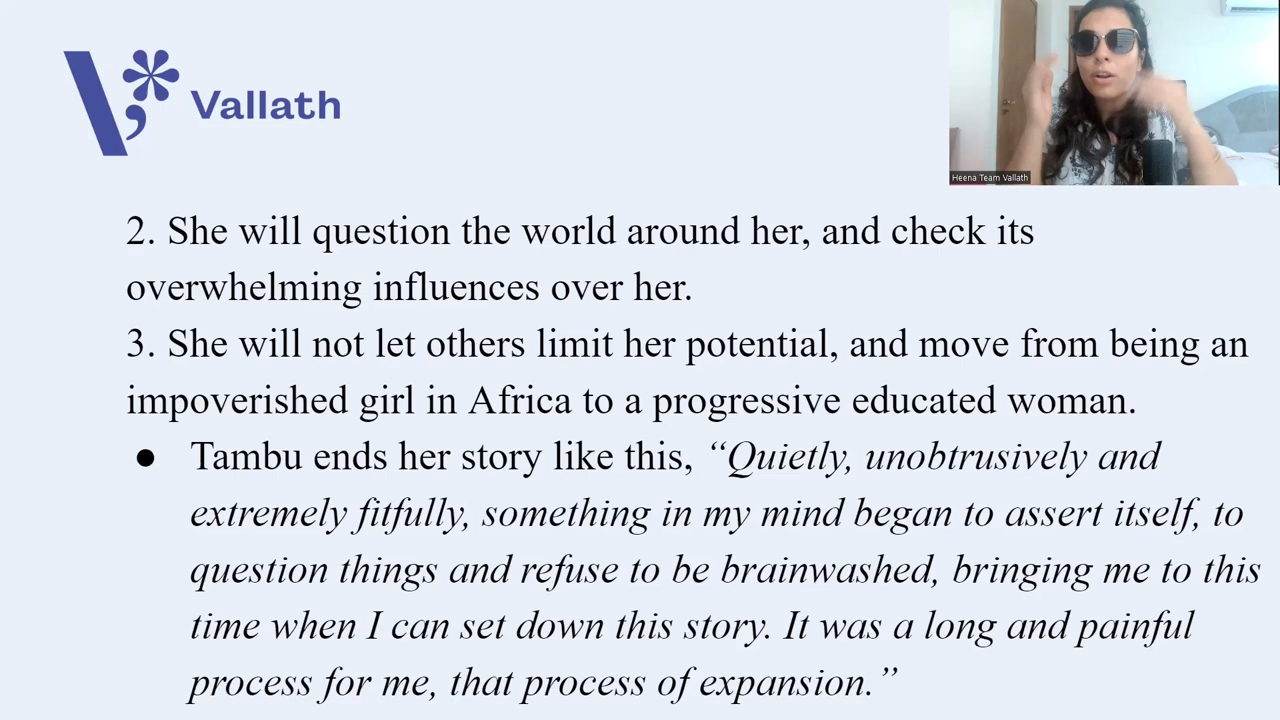 Vallath
Heena Team Vallath
2. She will question the world around her, and check its
overwhelming influences over her.
3. She will not let others limit her potential, and move from being an
impoverished girl in Africa to a progressive educated woman.
● Tambu ends her story like this, “Quietly, unobtrusively and
extremely fitfully, something in my mind began to assert itself, to
question things and refuse to be brainwashed, bringing me to this
time when I can set down this story. It was a long and painful
process for me, that process of expansion.”